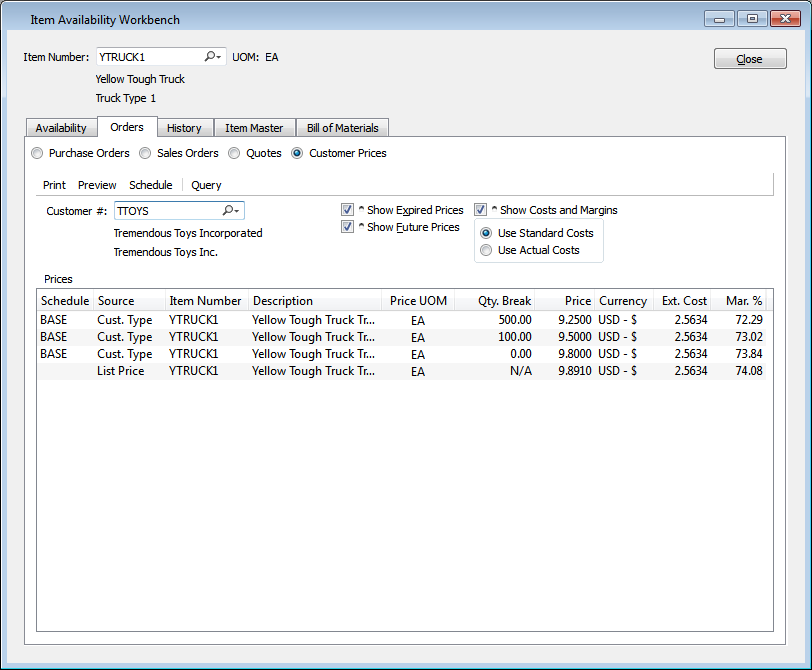 Item Availability Workbench
Item Number: YTRUCK1 UOM: EA
Close
Yellow Tough Truck
Truck Type 1
Availability Orders History Item Master Bill of Materials
Purchase Orders Sales Orders Quotes Customer Prices
Print Preview Schedule Query
Customer #: TTOYS ^ Show Expired Prices ^ Show Costs and Margins
^ Show Future Prices
Tremendous Toys Incorporated Use Standard Costs
Tremendous Toys Inc. Use Actual Costs
Prices
Schedule Source Item Number Description Price UOM Qty. Break Price Currency Ext. Cost Mar. %
BASE Cust. Type YTRUCK1 Yellow Tough Truck Tr... EA 500.00 9.2500 USD - $ 2.5634 72.29
BASE Cust. Type YTRUCK1 Yellow Tough Truck Tr... EA 100.00 9.5000 USD - $ 2.5634 73.02
BASE Cust. Type YTRUCK1 Yellow Tough Truck Tr... EA 0.00 9.8000 USD - $ 2.5634 73.84
List Price YTRUCK1 Yellow Tough Truck Tr... EA N/A 9.8910 USD - $ 2.5634 74.08